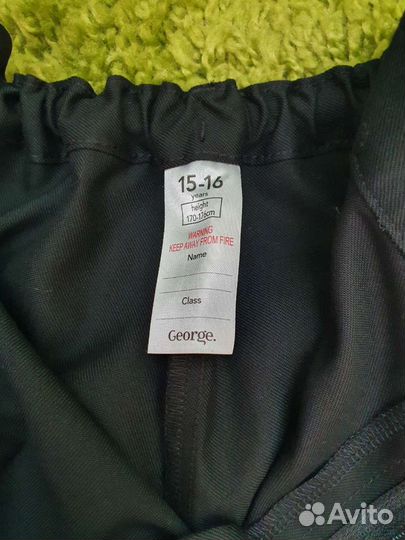 15-16
years
height
170-176cm
WARNING
KEEP AWAY FROM FIRE
Name
Class
George.
Avito